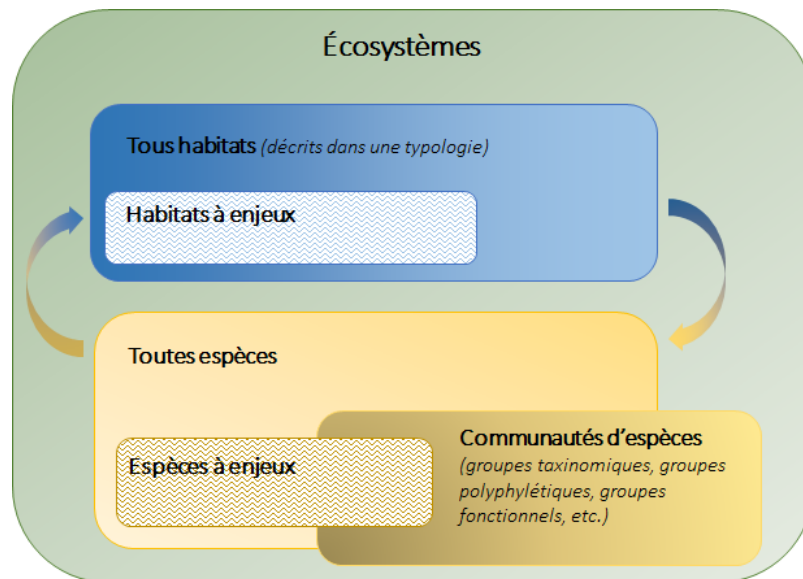 Écosystèmes
Tous habitats (décrits dans une typologie)
Habitats à enjeux
Toutes espèces
Espèces à enjeux
Communautés d'espèces
(groupes taxinomiques, groupes
polyphylétiques, groupes
fonctionnels, etc.)